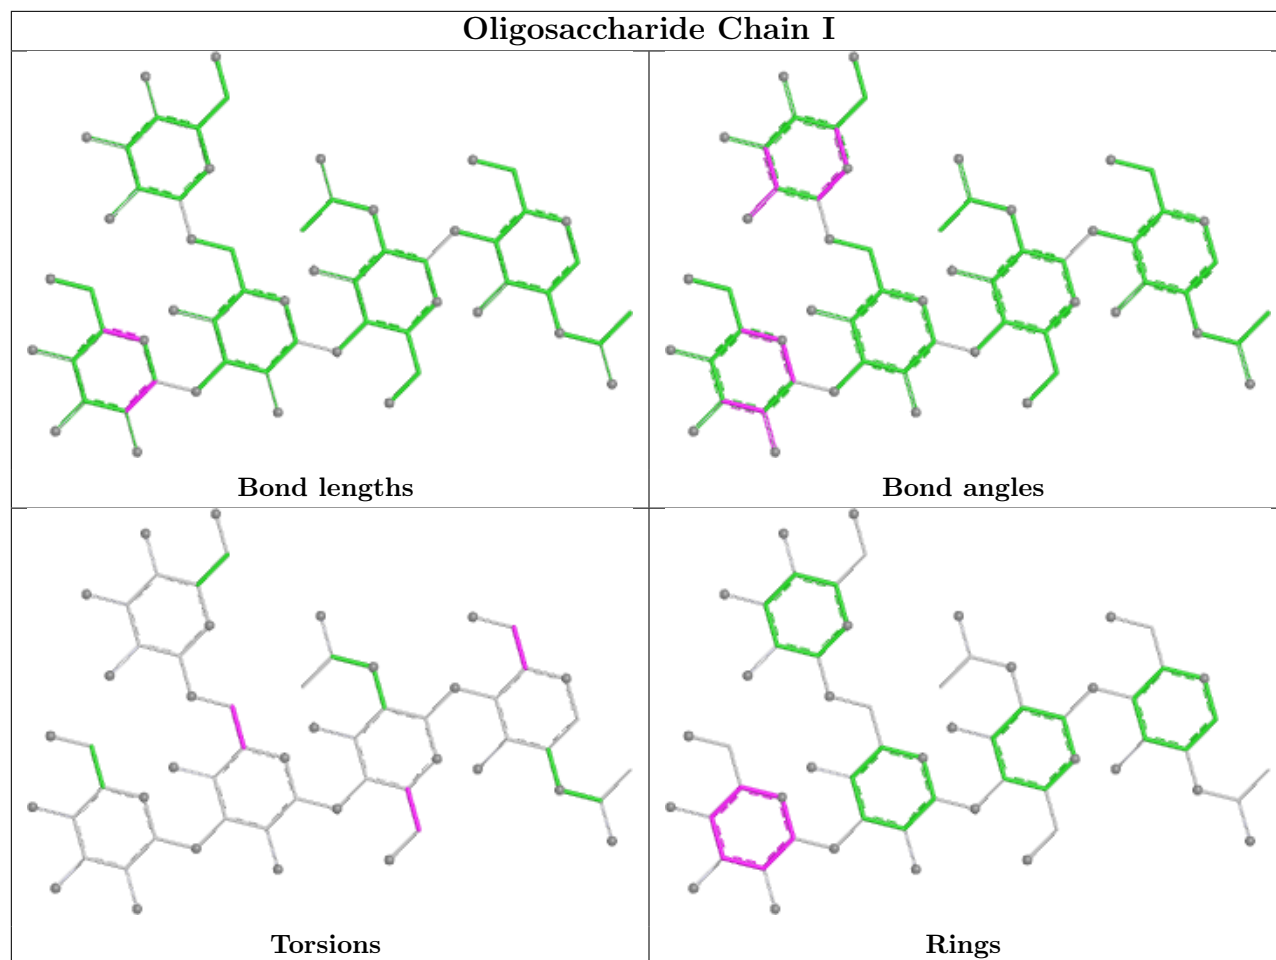 Oligosaccharide Chain I
Bond lengths
Bond angles
Torsions
Rings